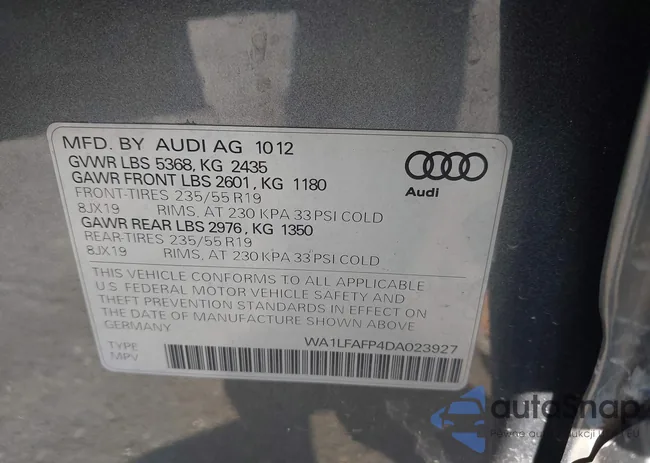 MFD. BY AUDI AG 1012
GVWR LBS 5368, KG 2435
GAWR FRONT LBS 2601, KG 1180
FRONT-TIRES 235/55 R19
8JX19 RIMS, AT 230 KPA 33 PSI COLD
GAWR REAR LBS 2976, KG 1350
REAR-TIRES 235/55 R19
8JX19 RIMS, AT 230 KPA 33 PSI COLD
THIS VEHICLE CONFORMS TO ALL APPLICABLE
U.S. FEDERAL MOTOR VEHICLE SAFETY AND
THEFT PREVENTION STANDARDS IN EFFECT ON
THE DATE OF MANUFACTURE SHOWN ABOVE
GERMANY
TYPE WA1LFAFP4DA023927
MPV
Audi
autoSnap